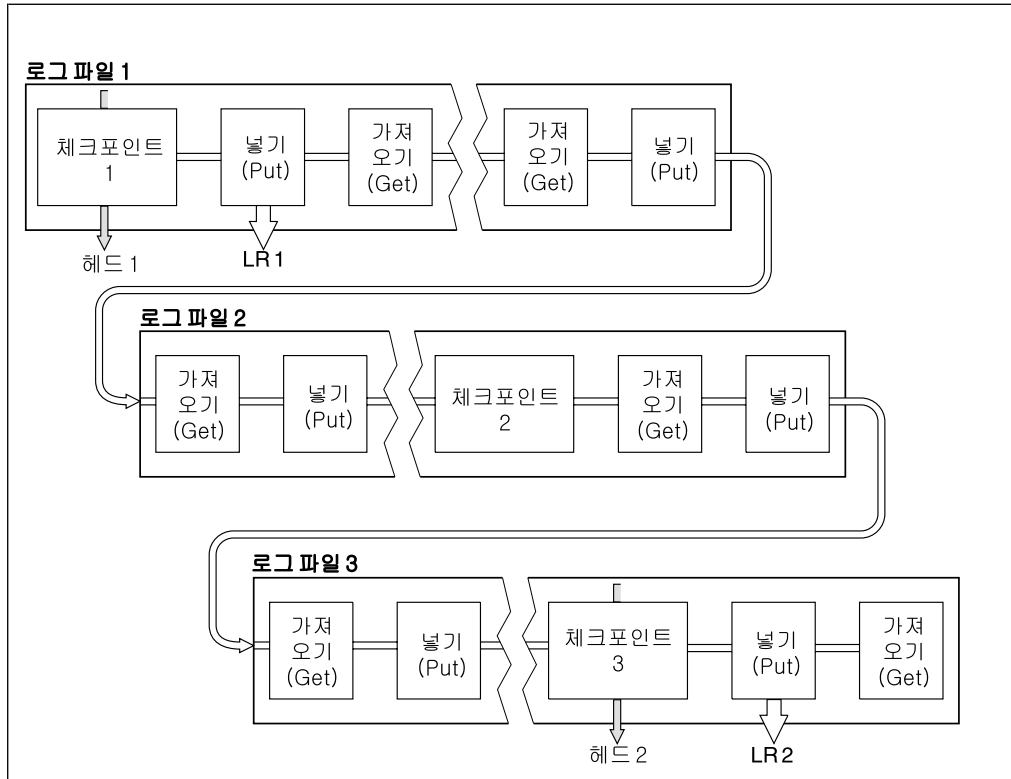 로그 파일 1
체크포인트
1
넣기
(Put)
가져
오기
(Get)
가져
오기
(Get)
넣기
(Put)
헤드 1
LR 1
로그 파일 2
가져
오기
(Get)
넣기
(Put)
체크포인트
2
가져
오기
(Get)
넣기
(Put)
로그 파일 3
가져
오기
(Get)
넣기
(Put)
체크포인트
3
넣기
(Put)
가져
오기
(Get)
헤드 2
LR 2